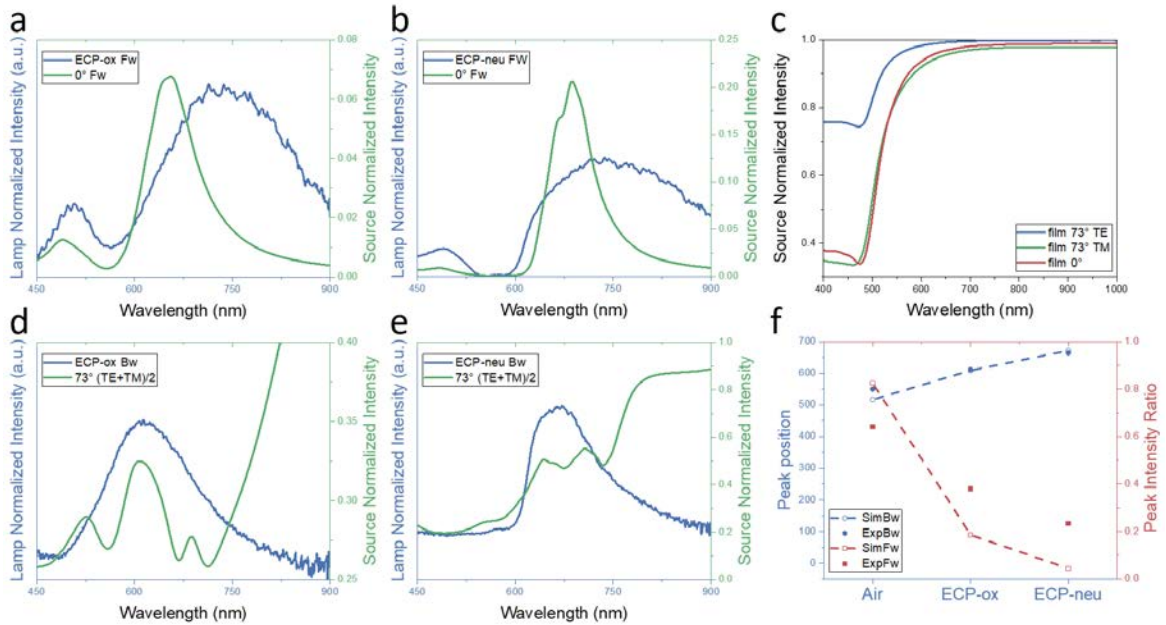 a
Lamp Normalized Intensity (a.u.)
ECP-ox Fw
0° Fw
450 600 750 900
Wavelength (nm)
0.08
0.06
0.04
0.02
0.00
Source Normalized Intensity
b
Lamp Normalized Intensity (a.u.)
ECP-neu FW
0° Fw
450 600 750 900
Wavelength (nm)
0.25
0.20
0.15
0.10
0.05
0.00
Source Normalized Intensity
c
Source Normalized Intensity
1.0
0.8
0.6
0.4
film 73° TE
film 73° TM
film 0°
400 500 600 700 800 900 1000
Wavelength (nm)
d
Lamp Normalized Intensity (a.u.)
ECP-ox Bw
73° (TE+TM)/2
450 600 750 900
Wavelength (nm)
0.40
0.35
0.30
0.25
Source Normalized Intensity
e
Lamp Normalized Intensity (a.u.)
ECP-neu Bw
73° (TE+TM)/2
450 600 750 900
Wavelength (nm)
1.0
0.8
0.6
0.4
0.2
0.0
Source Normalized Intensity
f
Peak position
700
600
500
400
300
200
100
0
SimBw
ExpBw
SimFw
ExpFw
Air ECP-ox ECP-neu
1.0
0.8
0.6
0.4
0.2
0.0
Peak Intensity Ratio